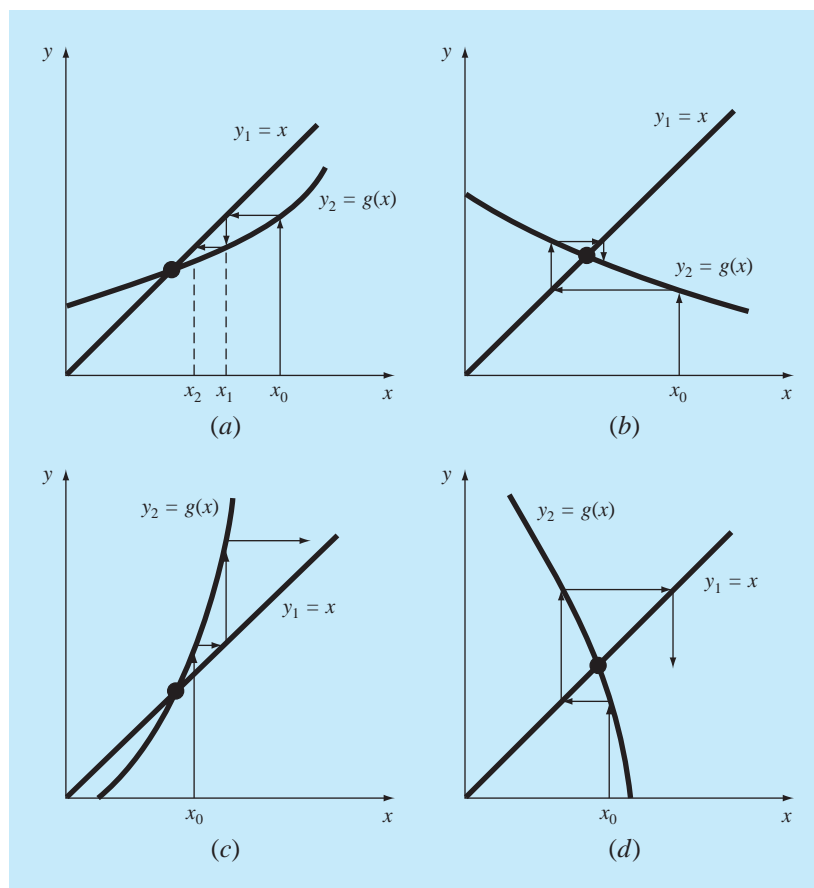 y
y₁ = x
y₂ = g(x)
x₂ x₁ x₀ x
(a)
y
y₁ = x
y₂ = g(x)
x₀ x
(b)
y
y₂ = g(x)
y₁ = x
x₀ x
(c)
y
y₂ = g(x)
y₁ = x
x₀ x
(d)